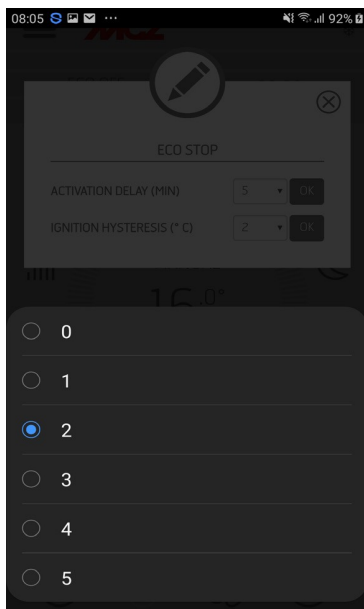 08:05 92%
MCZ
ECO STOP
ACTIVATION DELAY (MIN) 5 OK
IGNITION HYSTERESIS (° C) 2 OK
16.0°
0
1
2
3
4
5